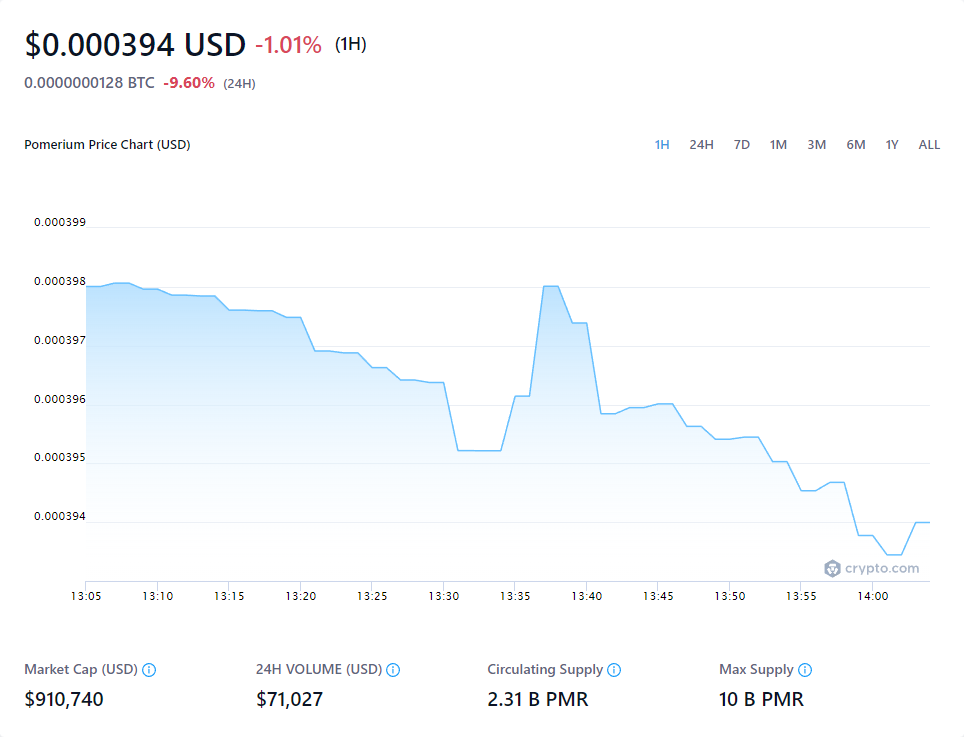 $0.000394 USD -1.01% (1H)
0.0000000128 BTC -9.60% (24H)
Pomerium Price Chart (USD) 1H 24H 7D 1M 3M 6M 1Y ALL
0.000399
0.000398
0.000397
0.000396
0.000395
0.000394
crypto.com
13:05 13:10 13:15 13:20 13:25 13:30 13:35 13:40 13:45 13:50 13:55 14:00
Market Cap (USD) 24H VOLUME (USD) Circulating Supply Max Supply
$910,740 $71,027 2.31 B PMR 10 B PMR